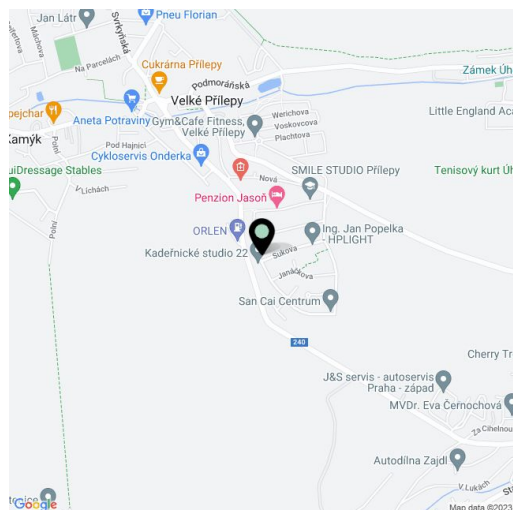 Jan Látr
Svrkyňská
Pneu Florian
Máchova
Na Parcelách
Cukrárna Přílepy
Podmoráňská
Zámek Úh
Velké Přílepy
pejchar
Aneta Potraviny
Gym&Cafe Fitness,
Velké Přílepy
Werichova
Voskovcova
Plachtova
Little England Aca
Kamýk
Polní
Pod Hájnicí
Cykloservis Onderka
uiDressage Stables
V Lichách
Nová
SMILE STUDIO Přílepy
Tenisový kurt Úh
Penzion Jasoň
Polní
ORLEN
Ing. Jan Popelka
- HPLIGHT
Kadeřnické studio 22
Sukova
Janáčkova
San Cai Centrum
240
Cherry Tr
J&S servis - autoservis
Praha - západ
MVDr. Eva Černochová
Za Cihelnou
Autodílna Zajdl
V Lukách
Google
Map data ©2023